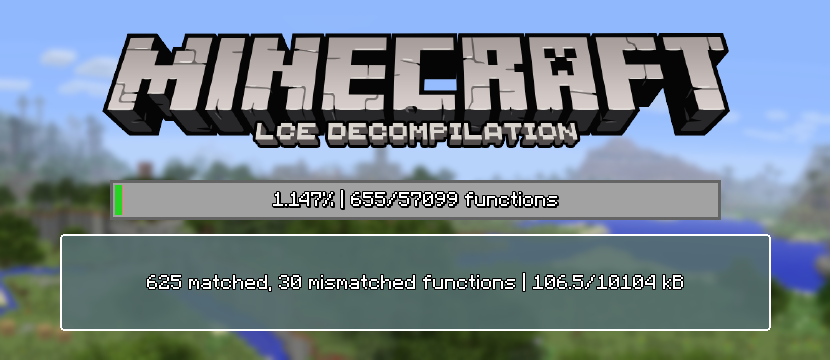 MINECRAFT
LCE DECOMPILATION
1.147% | 655/57099 functions
625 matched, 30 mismatched functions | 106.5/10104 kB